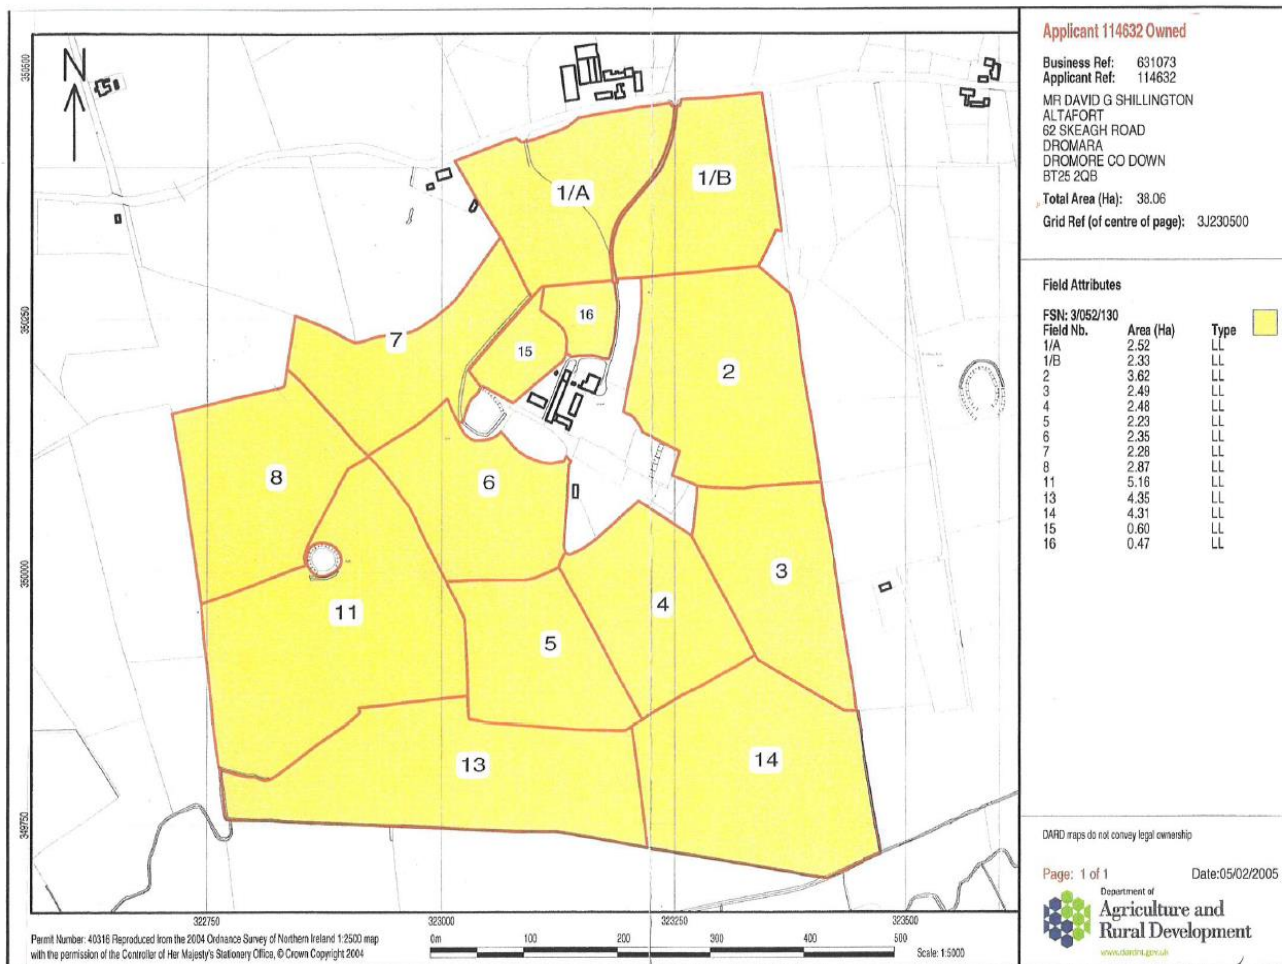 N
350500
350250
350000
349750
1/A
1/B
16
7
15
2
8
6
3
11
4
5
13
14
322750
323000
323250
323500
Permit Number: 40316 Reproduced from the 2004 Ordnance Survey of Northern Ireland 1:2500 map
with the permission of the Controller of Her Majesty's Stationery Office, © Crown Copyright 2004
0m 100 200 300 400 500
Scale: 1:5000
Applicant 114632 Owned
Business Ref: 631073
Applicant Ref: 114632
MR DAVID G SHILLINGTON
ALTAFORT
62 SKEAGH ROAD
DROMARA
DROMORE CO DOWN
BT25 2QB
Total Area (Ha): 38.06
Grid Ref (of centre of page): 3J230500
Field Attributes
FSN: 3/052/130
Field Nb. Area (Ha) Type
1/A 2.52 LL
1/B 2.33 LL
2 3.62 LL
3 2.49 LL
4 2.48 LL
5 2.23 LL
6 2.35 LL
7 2.28 LL
8 2.87 LL
11 5.16 LL
13 4.35 LL
14 4.31 LL
15 0.60 LL
16 0.47 LL
DARD maps do not convey legal ownership
Page: 1 of 1 Date:05/02/2005
Department of
Agriculture and
Rural Development
www.dardni.gov.uk